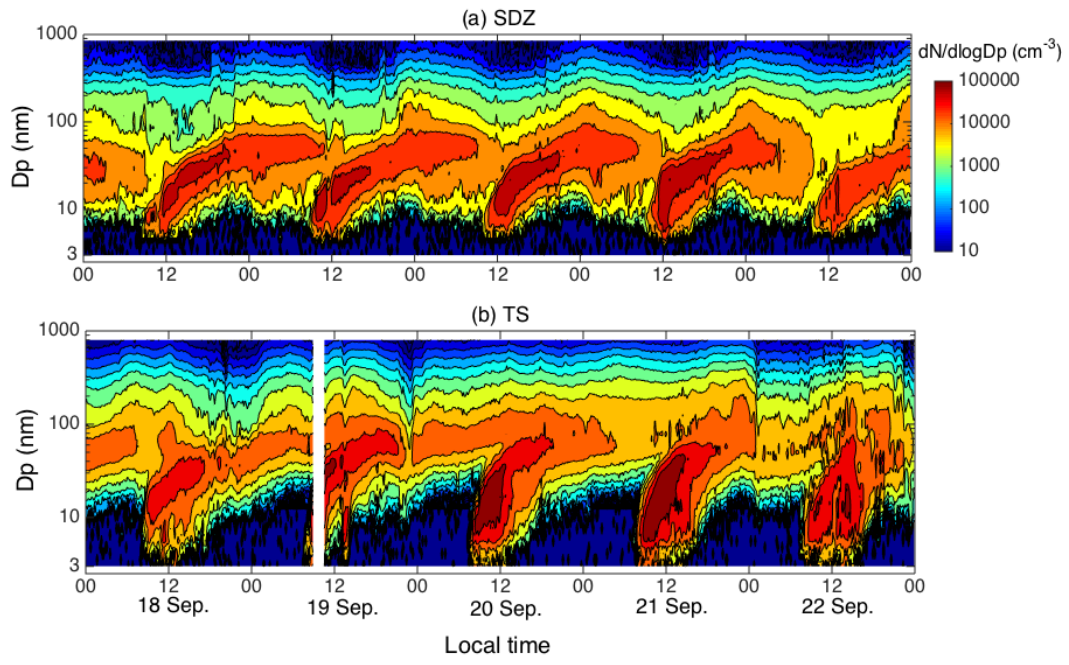 (a) SDZ
dN/dlogDp (cm⁻³)
1000
100
10
3
Dp (nm)
100000
10000
1000
100
10
00 12 00 12 00 12 00 12 00 12 00
(b) TS
1000
100
10
3
Dp (nm)
00 12 00 12 00 12 00 12 00 12 00
18 Sep. 19 Sep. 20 Sep. 21 Sep. 22 Sep.
Local time